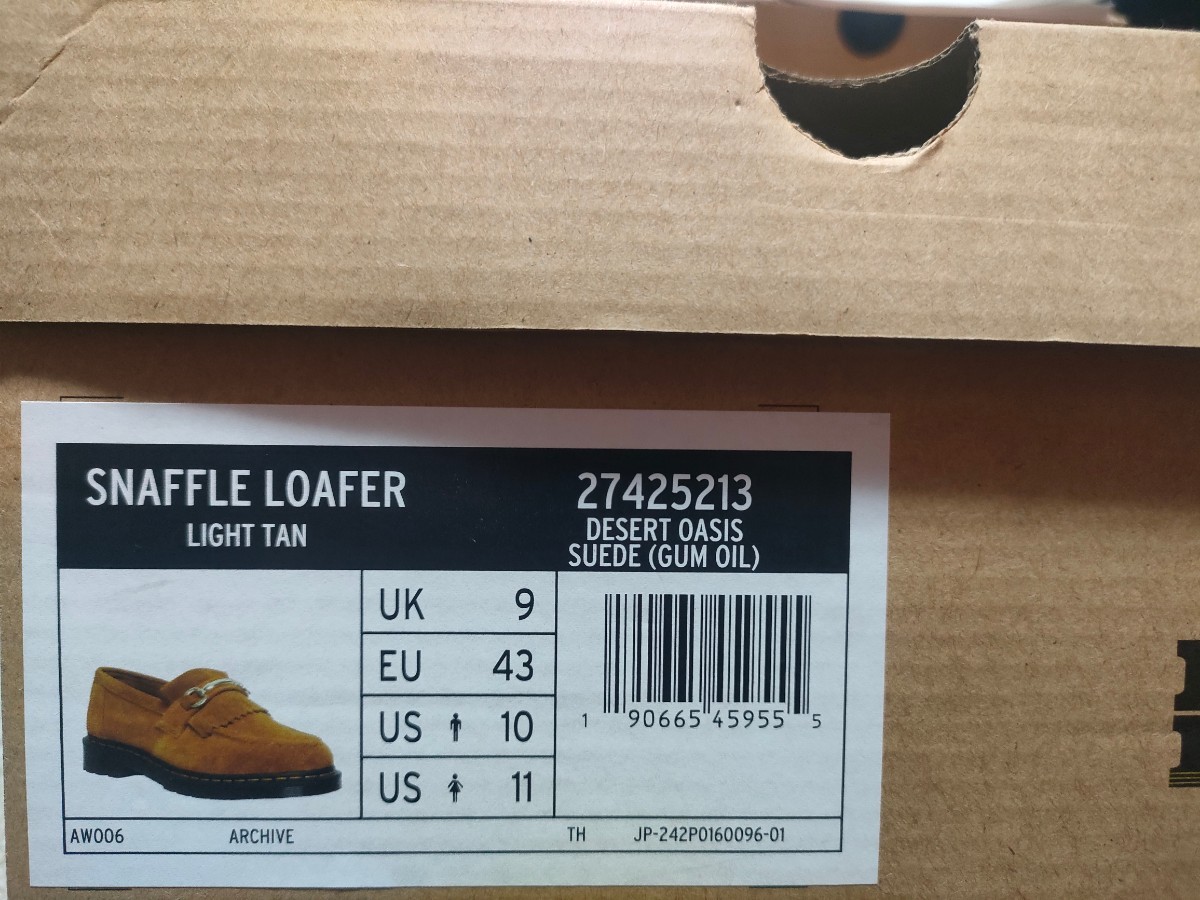 SNAFFLE LOAFER
LIGHT TAN
27425213
DESERT OASIS
SUEDE (GUM OIL)
UK 9
EU 43
US 10
US 11
1 90665 45955 5
AW006 ARCHIVE TH JP-242P0160096-01